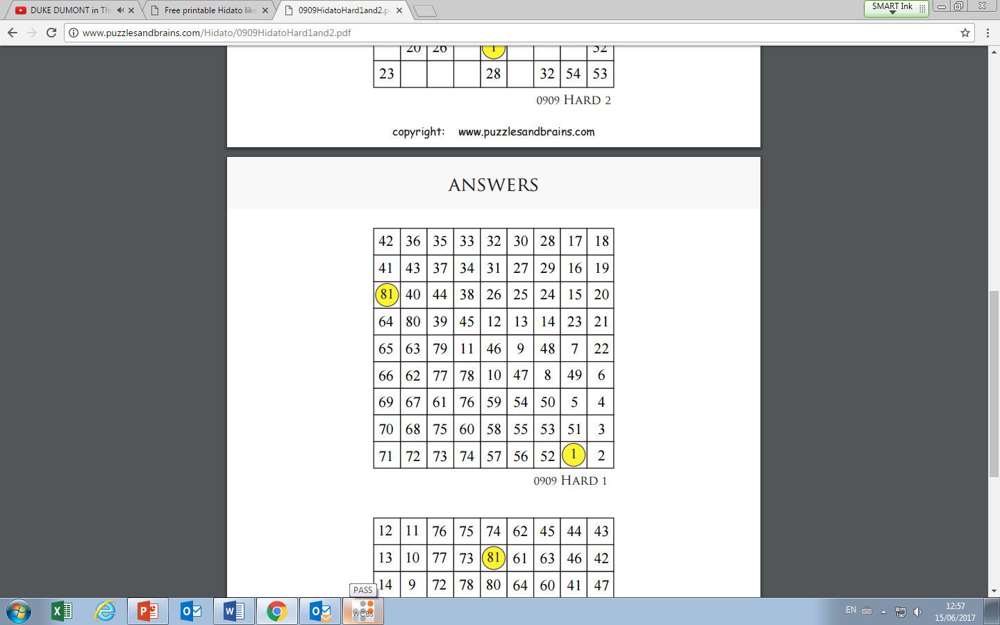 DUKE DUMONT in Th
Free printable Hidato like
0909HidatoHard1and2.p
SMART Ink
www.puzzlesandbrains.com/Hidato/0909HidatoHard1and2.pdf
20 26 1 52
23 28 32 54 53
0909 HARD 2
copyright: www.puzzlesandbrains.com
ANSWERS
42 36 35 33 32 30 28 17 18
41 43 37 34 31 27 29 16 19
81 40 44 38 26 25 24 15 20
64 80 39 45 12 13 14 23 21
65 63 79 11 46 9 48 7 22
66 62 77 78 10 47 8 49 6
69 67 61 76 59 54 50 5 4
70 68 75 60 58 55 53 51 3
71 72 73 74 57 56 52 1 2
0909 HARD 1
12 11 76 75 74 62 45 44 43
13 10 77 73 81 61 63 46 42
14 9 72 78 80 64 60 41 47
PASS
WCBS
EN
12:57
15/06/2017